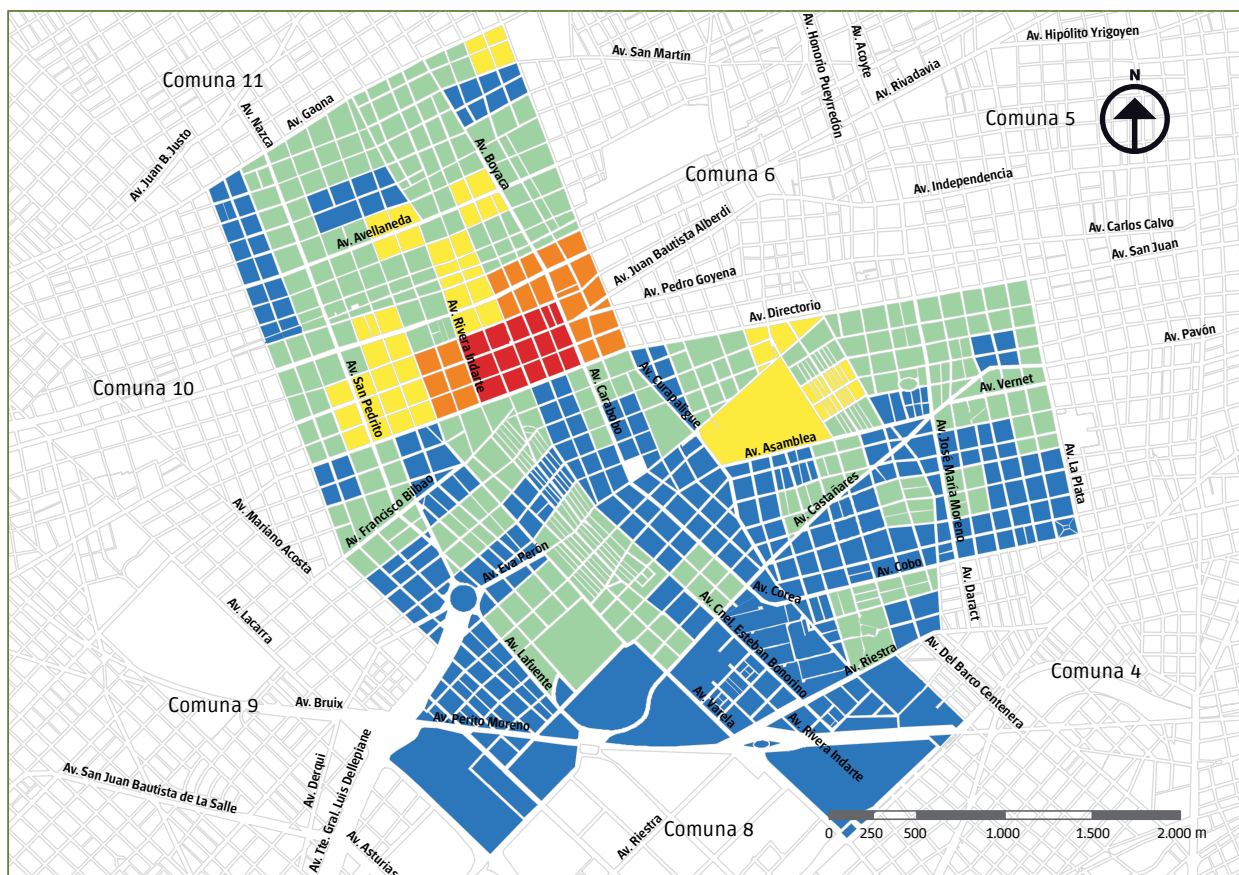 Av. Hipólito Yrigoyen
Av. San Martín
Av. Honorio Pueyrredón
Av. Acoyte
Av. Rivadavia
N
Comuna 11
Av. Nazca
Av. Gaona
Av. Juan B. Justo
Comuna 5
Av. Boyaca
Comuna 6
Av. Independencia
Av. Avellaneda
Av. Juan Bautista Alberdi
Av. Carlos Calvo
Av. San Juan
Av. Pedro Goyena
Av. Directorio
Av. Rivera Indarte
Av. Pavón
Comuna 10
Av. San Pedrito
Av. Carabobo
Av. Curapaligue
Av. Vernet
Av. Asamblea
Av. José María Moreno
Av. La Plata
Av. Castañares
Av. Francisco Bilbao
Av. Mariano Acosta
Av. Eva Perón
Av. Cobo
Av. Corea
Av. Daract
Av. Lacarra
Av. Cnel. Esteban Bonorino
Av. Lafuente
Av. Riestra
Av. Del Barco Centenera
Comuna 4
Comuna 9
Av. Bruix
Av. Perito Moreno
Av. Varela
Av. Rivera Indarte
Av. San Juan Bautista de La Salle
Av. Derqui
Av. Tte. Gral. Luis Dellepiane
Av. Asturias
Av. Riestra
Comuna 8
0 250 500 1.000 1.500 2.000 m